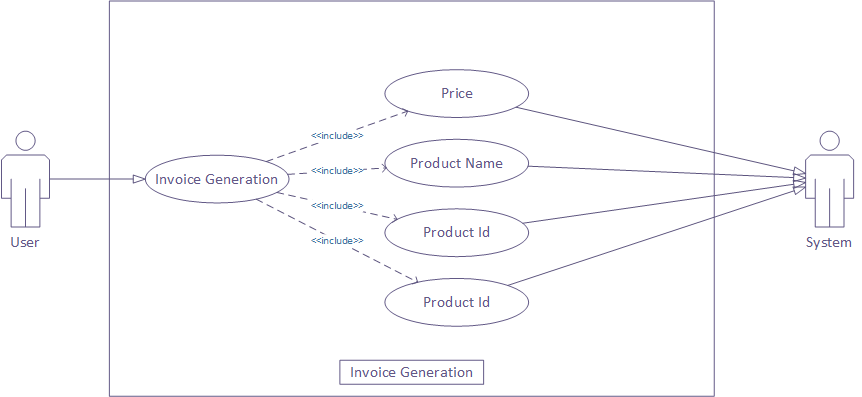 Price
<<include>>
Product Name
<<include>>
Invoice Generation
<<include>>
Product Id
<<include>>
User
System
Product Id
Invoice Generation